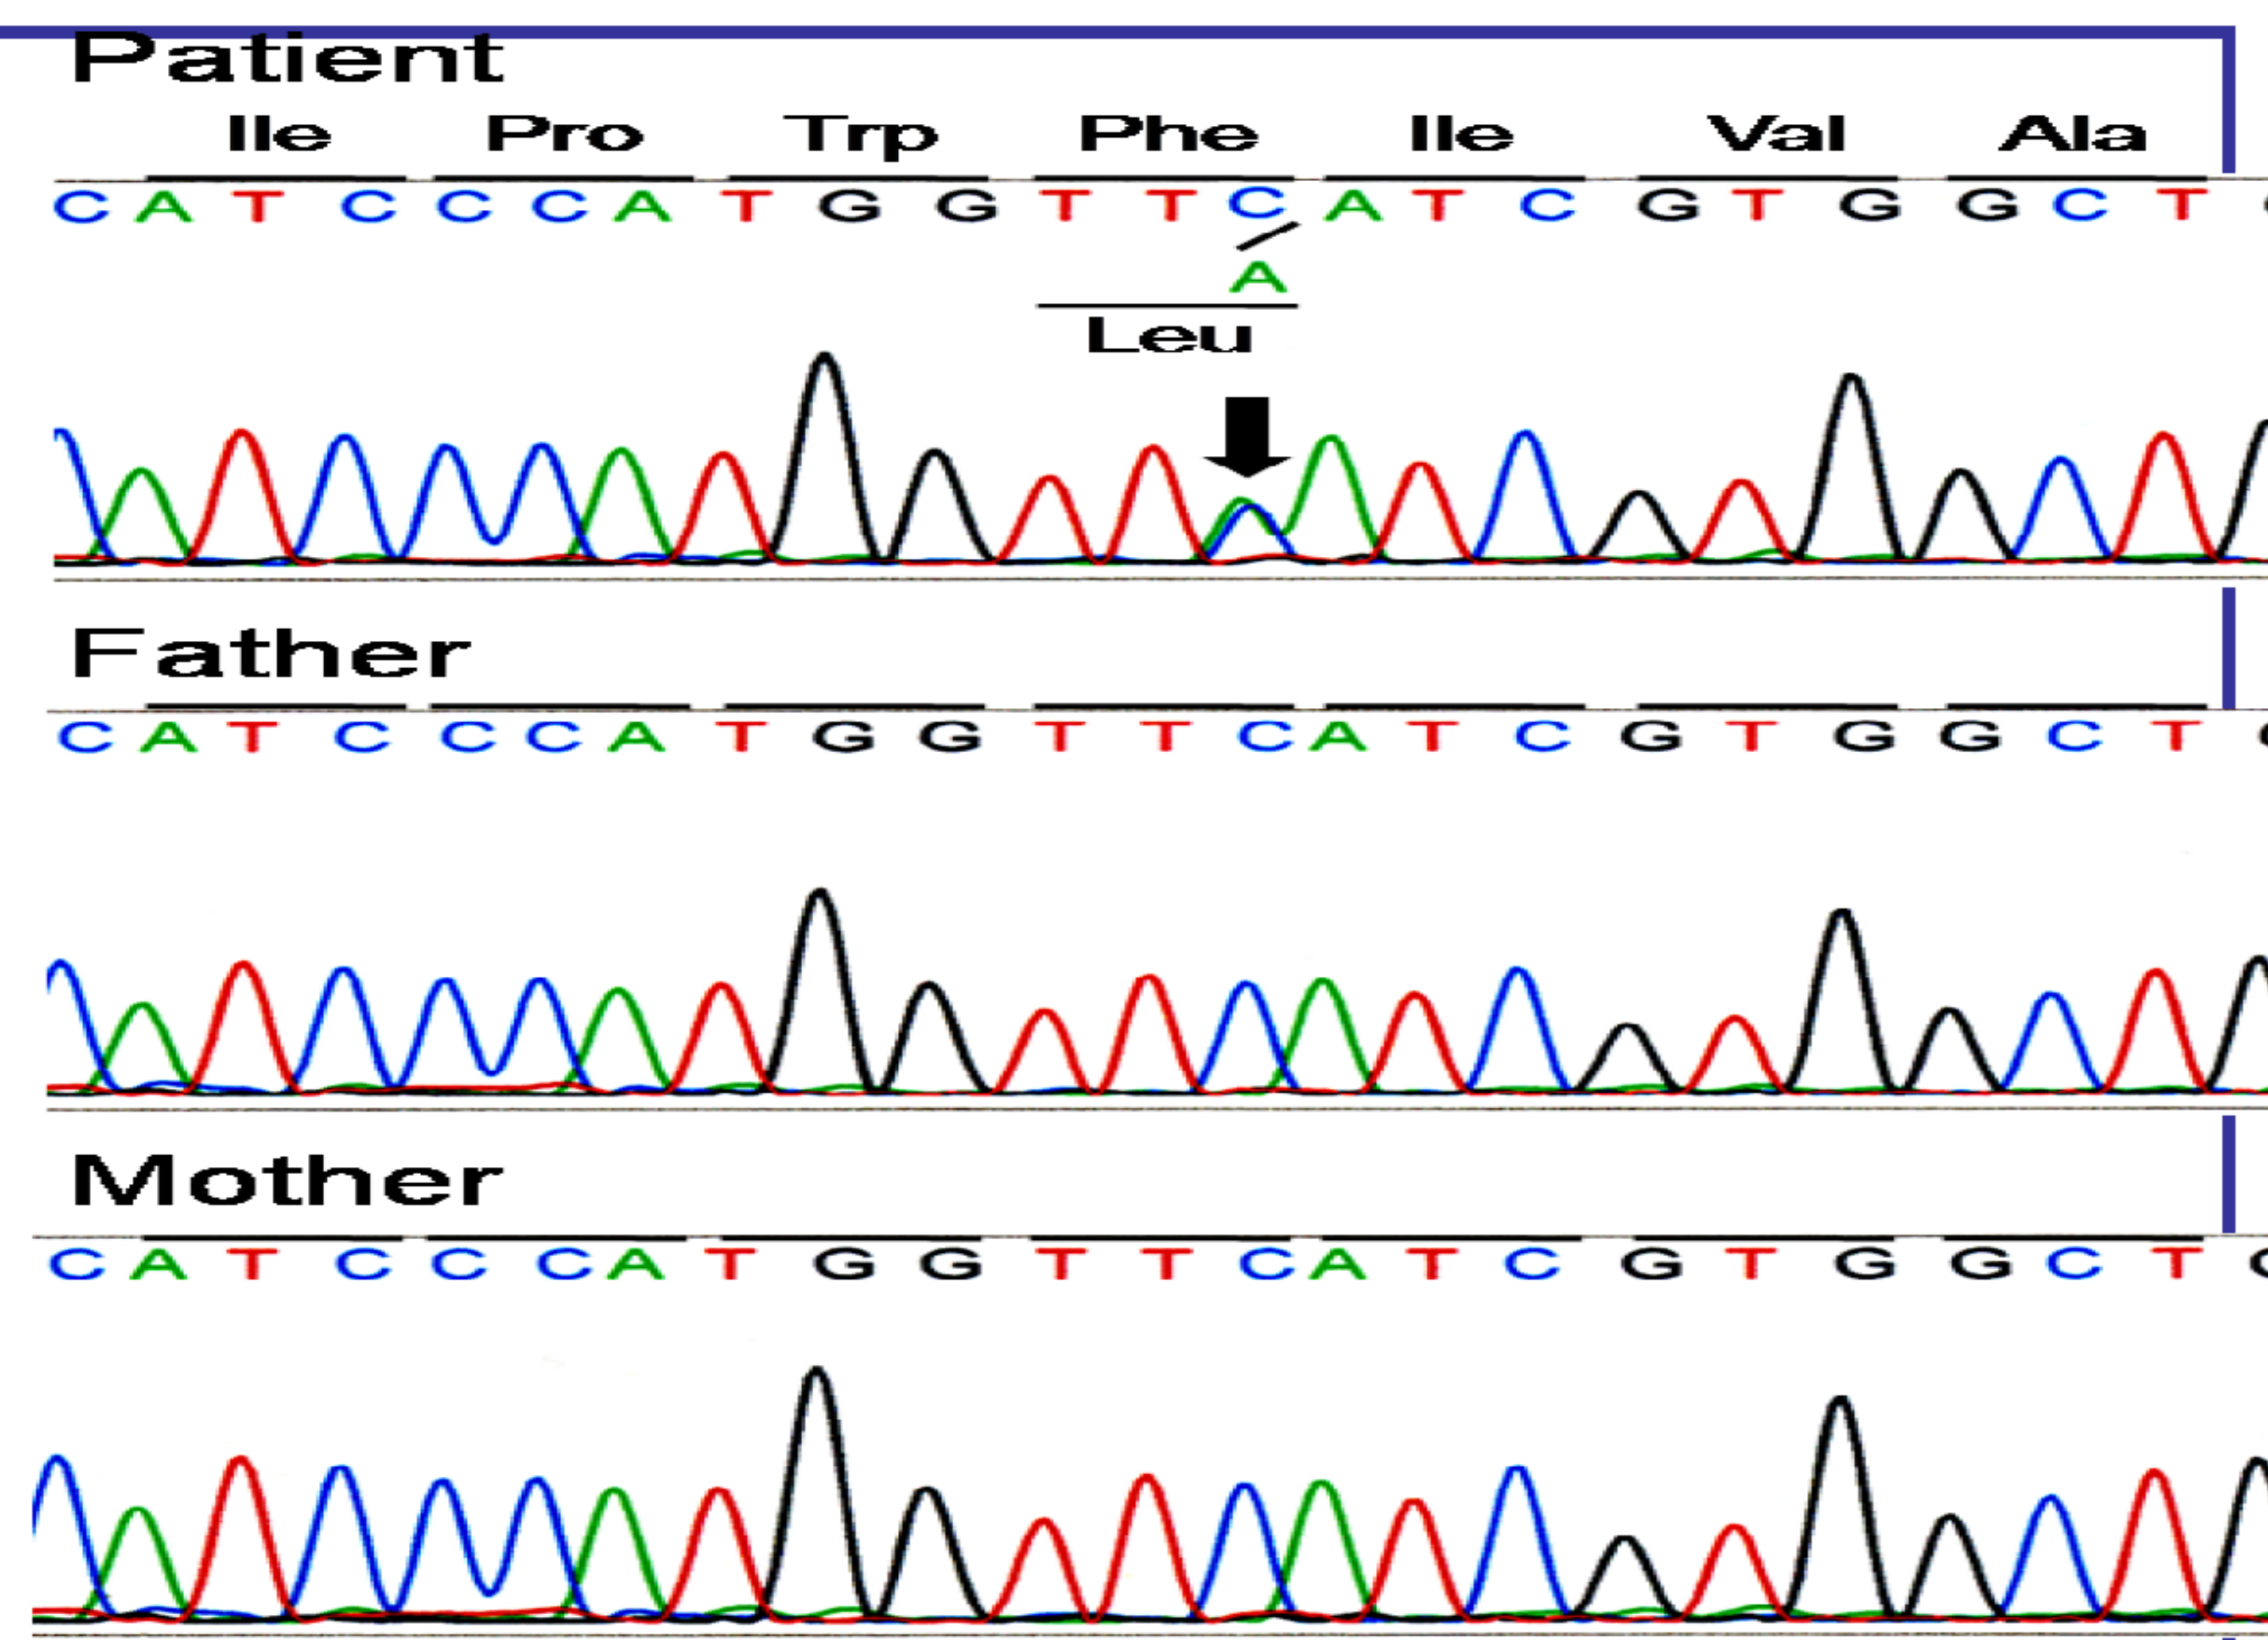 Patient
Ile Pro Trp Phe Ile Val Ala
C A T C C C A T G G T T C A T C G T G G C T
/
A
Leu
Father
C A T C C C A T G G T T C A T C G T G G C T
Mother
C A T C C C A T G G T T C A T C G T G G C T